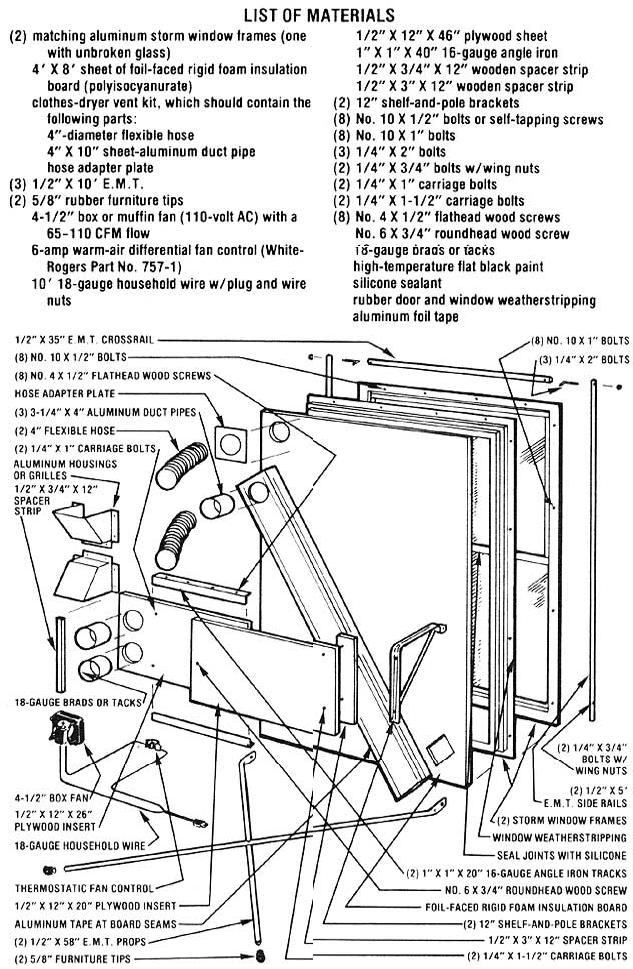 LIST OF MATERIALS
(2) matching aluminum storm window frames (one
with unbroken glass)
4' X 8' sheet of foil-faced rigid foam insulation
board (polyisocyanurate)
clothes-dryer vent kit, which should contain the
following parts:
4"-diameter flexible hose
4" X 10" sheet-aluminum duct pipe
hose adapter plate
(3) 1/2" X 10' E.M.T.
(2) 5/8" rubber furniture tips
4-1/2" box or muffin fan (110-volt AC) with a
65-110 CFM flow
6-amp warm-air differential fan control (White-
Rogers Part No. 757-1)
10' 18-gauge household wire w/plug and wire
nuts
1/2" X 12" X 46" plywood sheet
1" X 1" X 40" 16-gauge angle iron
1/2" X 3/4" X 12" wooden spacer strip
1/2" X 3" X 12" wooden spacer strip
(2) 12" shelf-and-pole brackets
(8) No. 10 X 1/2" bolts or self-tapping screws
(8) No. 10 X 1" bolts
(3) 1/4" X 2" bolts
(2) 1/4" X 3/4" bolts w/wing nuts
(2) 1/4" X 1" carriage bolts
(2) 1/4" X 1-1/2" carriage bolts
(8) No. 4 X 1/2" flathead wood screws
No. 6 X 3/4" roundhead wood screw
18-gauge brads or tacks
high-temperature flat black paint
silicone sealant
rubber door and window weatherstripping
aluminum foil tape
1/2" X 35" E.M.T. CROSSRAIL
(8) NO. 10 X 1/2" BOLTS
(8) NO. 4 X 1/2" FLATHEAD WOOD SCREWS
HOSE ADAPTER PLATE
(3) 3-1/4" X 4" ALUMINUM DUCT PIPES
(2) 4" FLEXIBLE HOSE
(2) 1/4" X 1" CARRIAGE BOLTS
ALUMINUM HOUSINGS
OR GRILLES
1/2" X 3/4" X 12"
SPACER
STRIP
18-GAUGE BRADS OR TACKS
4-1/2" BOX FAN
1/2" X 12" X 26"
PLYWOOD INSERT
18-GAUGE HOUSEHOLD WIRE
THERMOSTATIC FAN CONTROL
1/2" X 12" X 20" PLYWOOD INSERT
ALUMINUM TAPE AT BOARD SEAMS
(2) 1/2" X 58" E.M.T. PROPS
(2) 5/8" FURNITURE TIPS
(8) NO. 10 X 1" BOLTS
(3) 1/4" X 2" BOLTS
(2) 1/4" X 3/4"
BOLTS W/
WING NUTS
(2) 1/2" X 5'
E.M.T. SIDE RAILS
(2) STORM WINDOW FRAMES
WINDOW WEATHERSTRIPPING
SEAL JOINTS WITH SILICONE
(2) 1" X 1" X 20" 16-GAUGE ANGLE IRON TRACKS
NO. 6 X 3/4" ROUNDHEAD WOOD SCREW
FOIL-FACED RIGID FOAM INSULATION BOARD
(2) 12" SHELF-AND-POLE BRACKETS
1/2" X 3" X 12" SPACER STRIP
(2) 1/4" X 1-1/2" CARRIAGE BOLTS